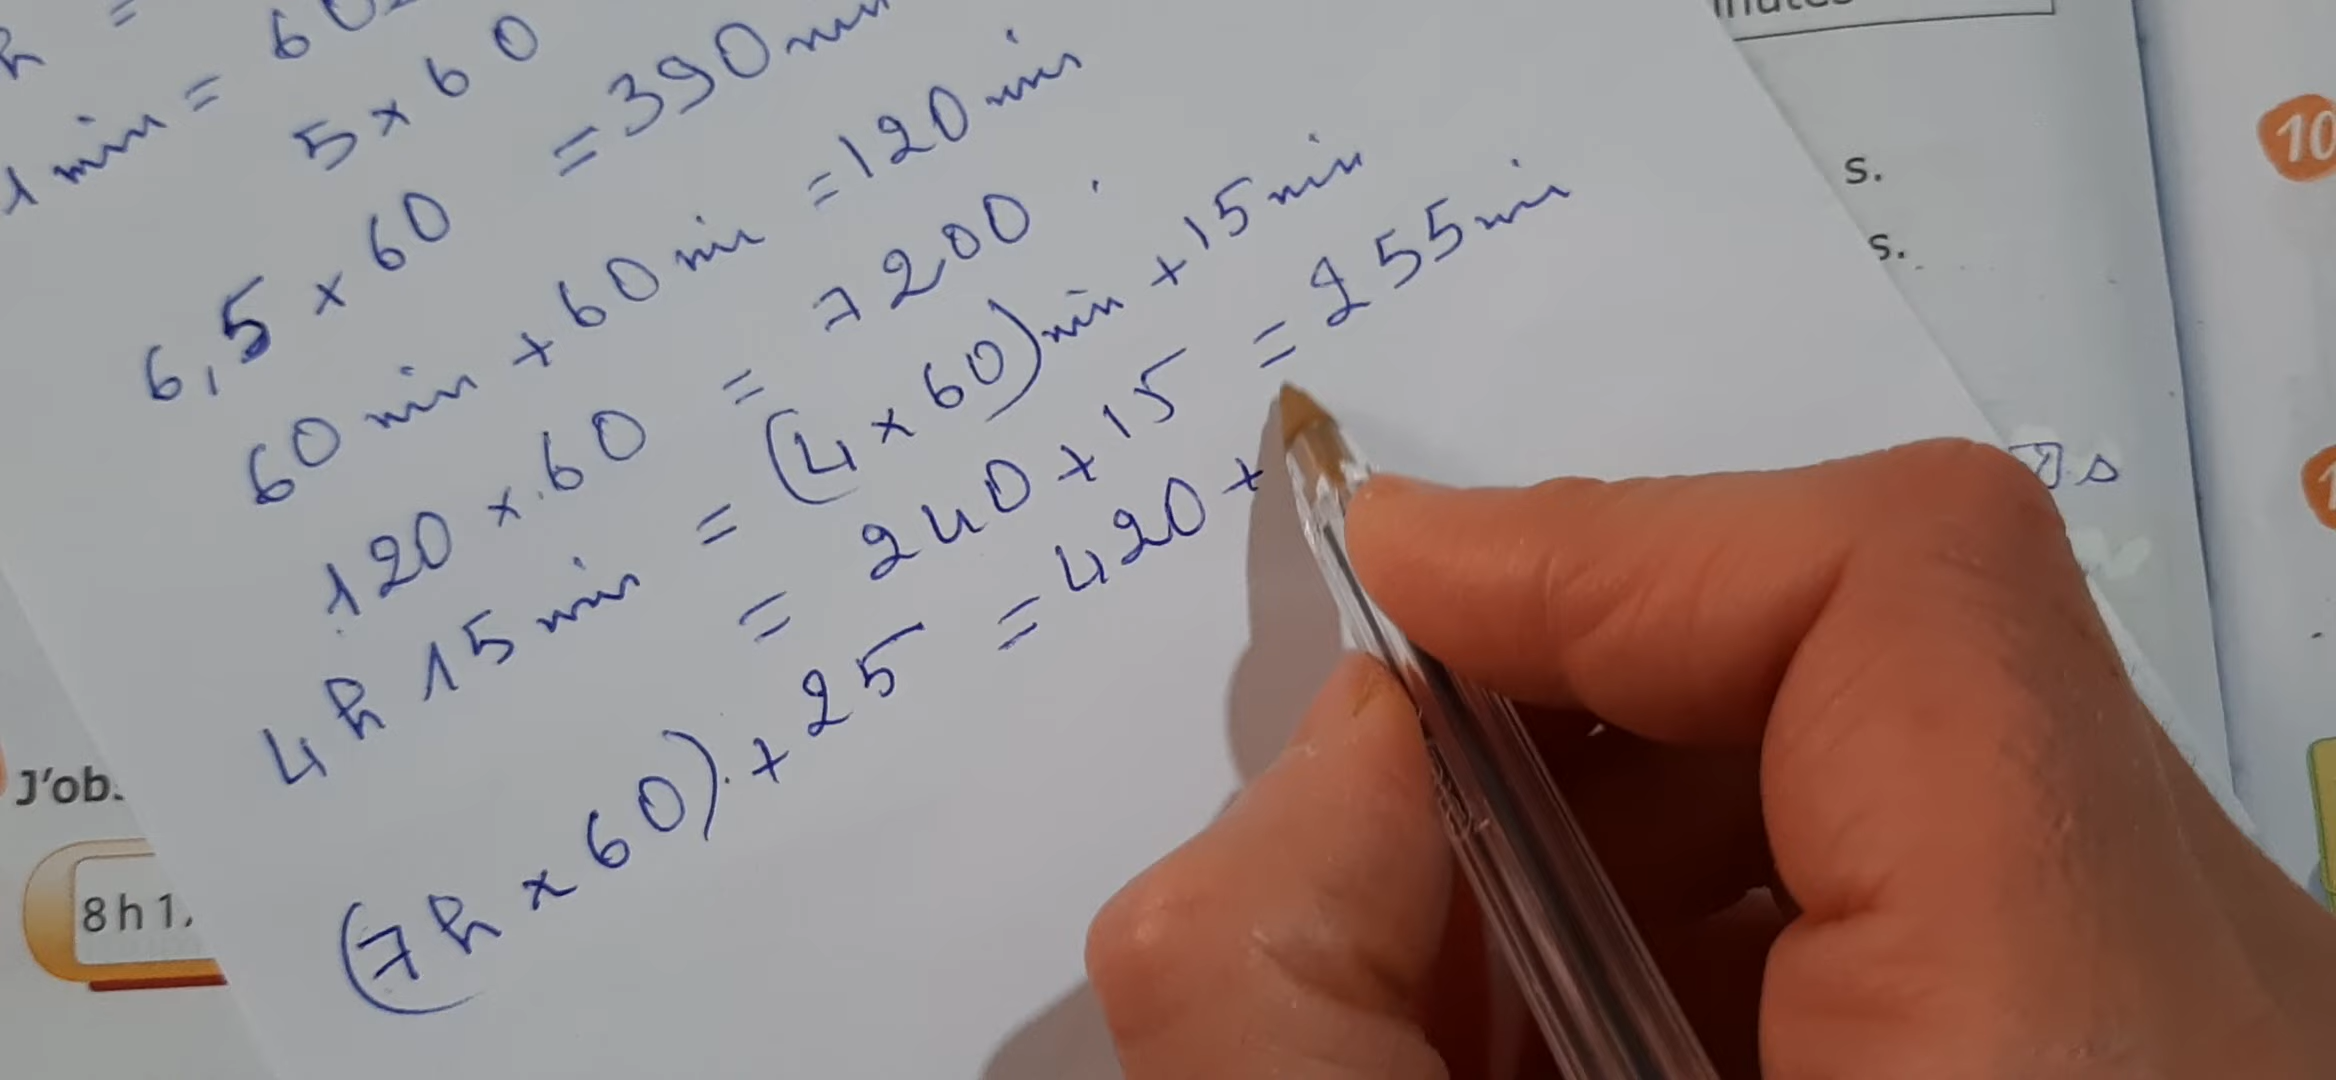 h =
1 min = 60
5 x 60
6,5 x 60 = 390 min
60 min + 60 min = 120 min
120 x 60 = 7200
4 h 15 min = (4 x 60) min + 15 min
= 240 + 15 = 255 min
(7h x 60) + 25 = 420 +
J'ob
8 h 1
s.
s.
10